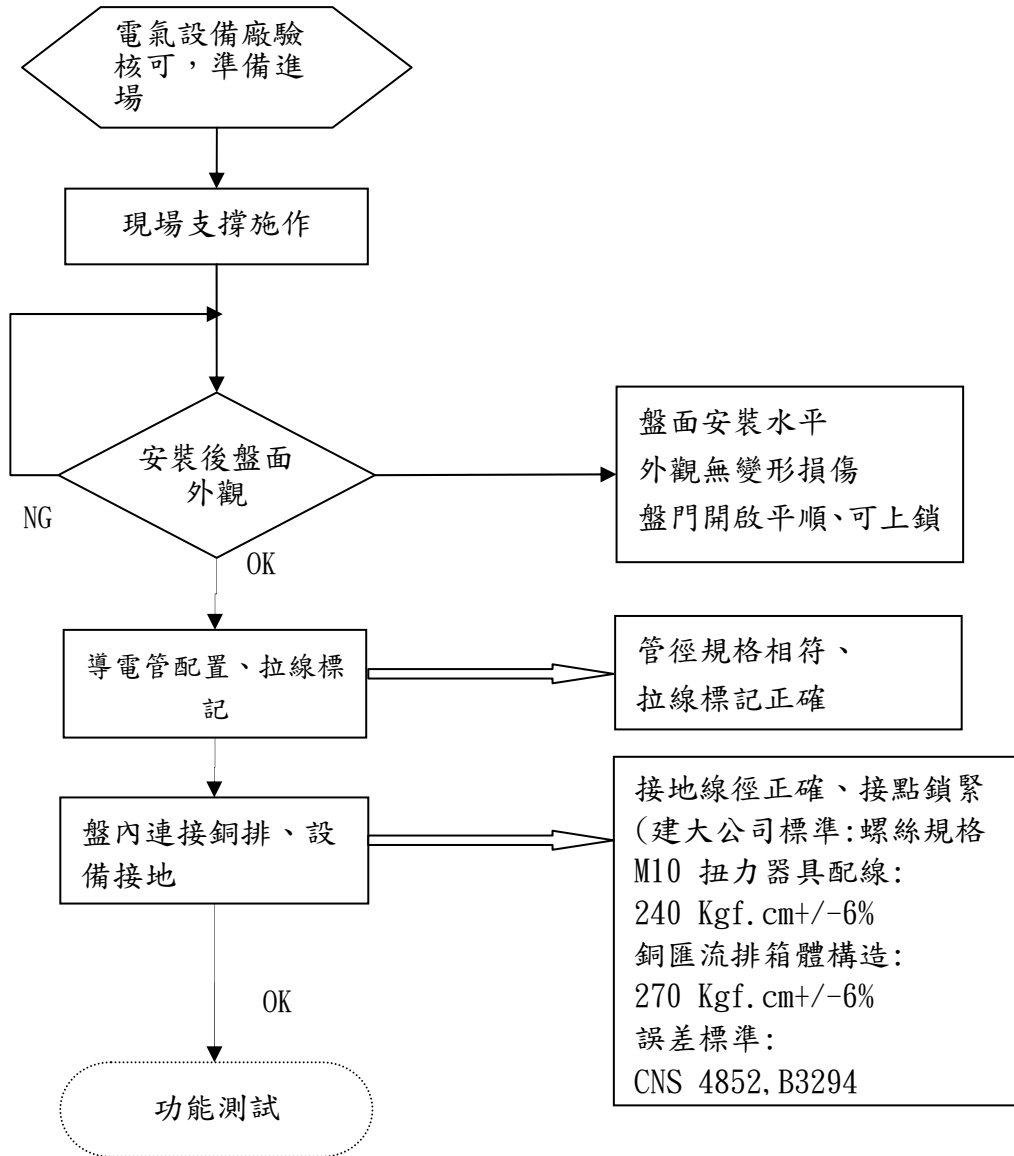 電氣設備廠驗
核可，準備進
場
現場支撐施作
安裝後盤面
外觀
盤面安裝水平
外觀無變形損傷
盤門開啟平順、可上鎖
NG
OK
導電管配置、拉線標
記
管徑規格相符、
拉線標記正確
盤內連接銅排、設
備接地
接地線徑正確、接點鎖緊
(建大公司標準:螺絲規格
M10 扭力器具配線:
240 Kgf.cm+/-6%
銅匯流排箱體構造:
270 Kgf.cm+/-6%
誤差標準:
CNS 4852,B3294
OK
功能測試